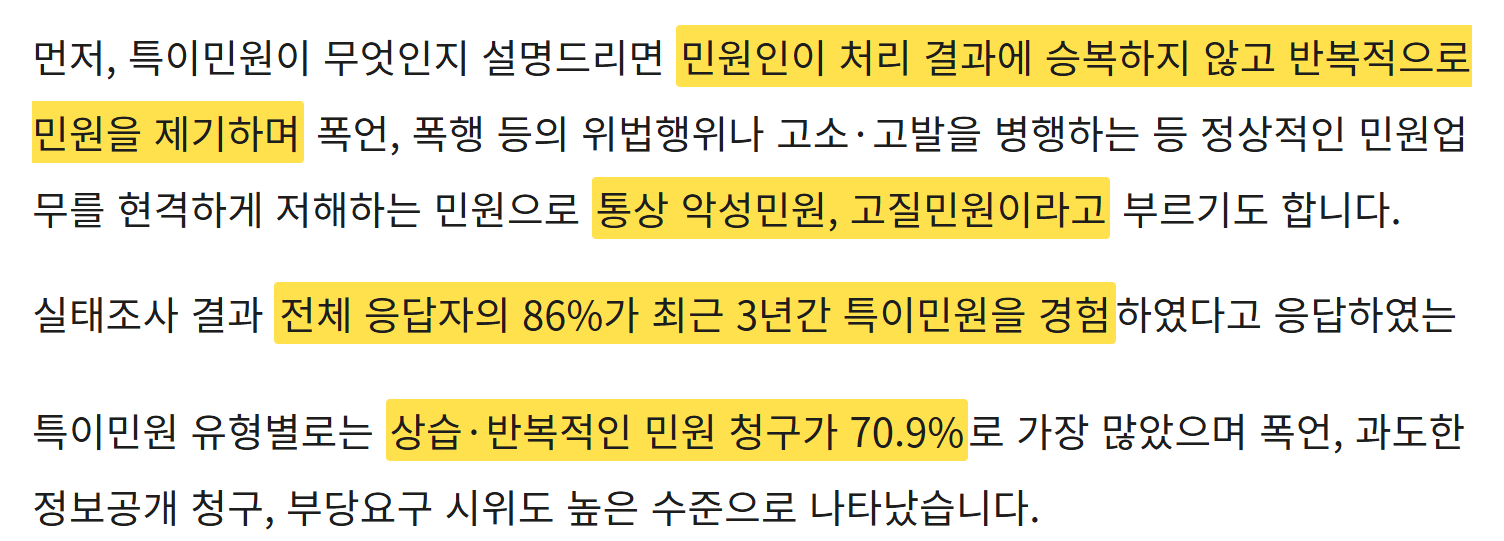 먼저, 특이민원이 무엇인지 설명드리면 민원인이 처리 결과에 승복하지 않고 반복적으로
민원을 제기하며 폭언, 폭행 등의 위법행위나 고소·고발을 병행하는 등 정상적인 민원업
무를 현격하게 저해하는 민원으로 통상 악성민원, 고질민원이라고 부르기도 합니다.
실태조사 결과 전체 응답자의 86%가 최근 3년간 특이민원을 경험하였다고 응답하였는
특이민원 유형별로는 상습·반복적인 민원 청구가 70.9%로 가장 많았으며 폭언, 과도한
정보공개 청구, 부당요구 시위도 높은 수준으로 나타났습니다.